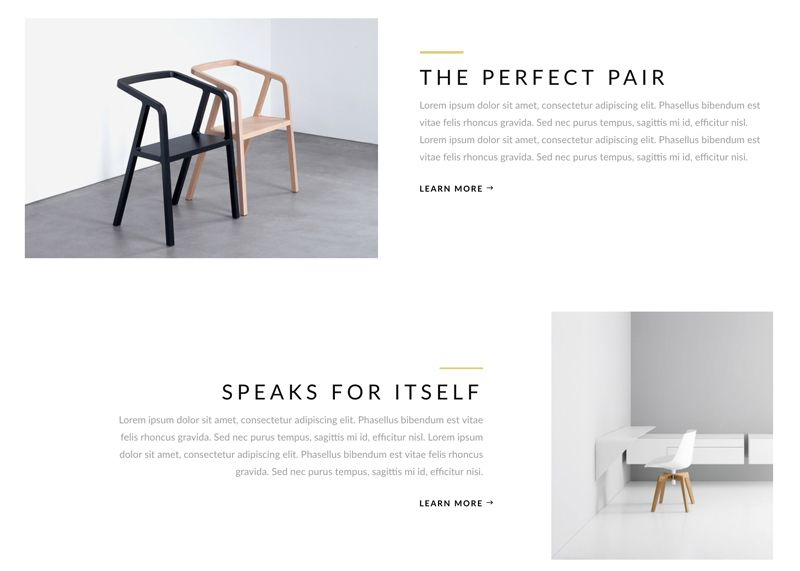 THE PERFECT PAIR
Lorem ipsum dolor sit amet, consectetur adipiscing elit. Phasellus bibendum est
vitae felis rhoncus gravida. Sed nec purus tempus, sagittis mi id, efficitur nisl.
Lorem ipsum dolor sit amet, consectetur adipiscing elit. Phasellus bibendum est
vitae felis rhoncus gravida. Sed nec purus tempus, sagittis mi id, efficitur nisi.
LEARN MORE →
SPEAKS FOR ITSELF
Lorem ipsum dolor sit amet, consectetur adipiscing elit. Phasellus bibendum est vitae
felis rhoncus gravida. Sed nec purus tempus, sagittis mi id, efficitur nisl. Lorem ipsum
dolor sit amet, consectetur adipiscing elit. Phasellus bibendum est vitae felis rhoncus
gravida. Sed nec purus tempus, sagittis mi id, efficitur nisi.
LEARN MORE →